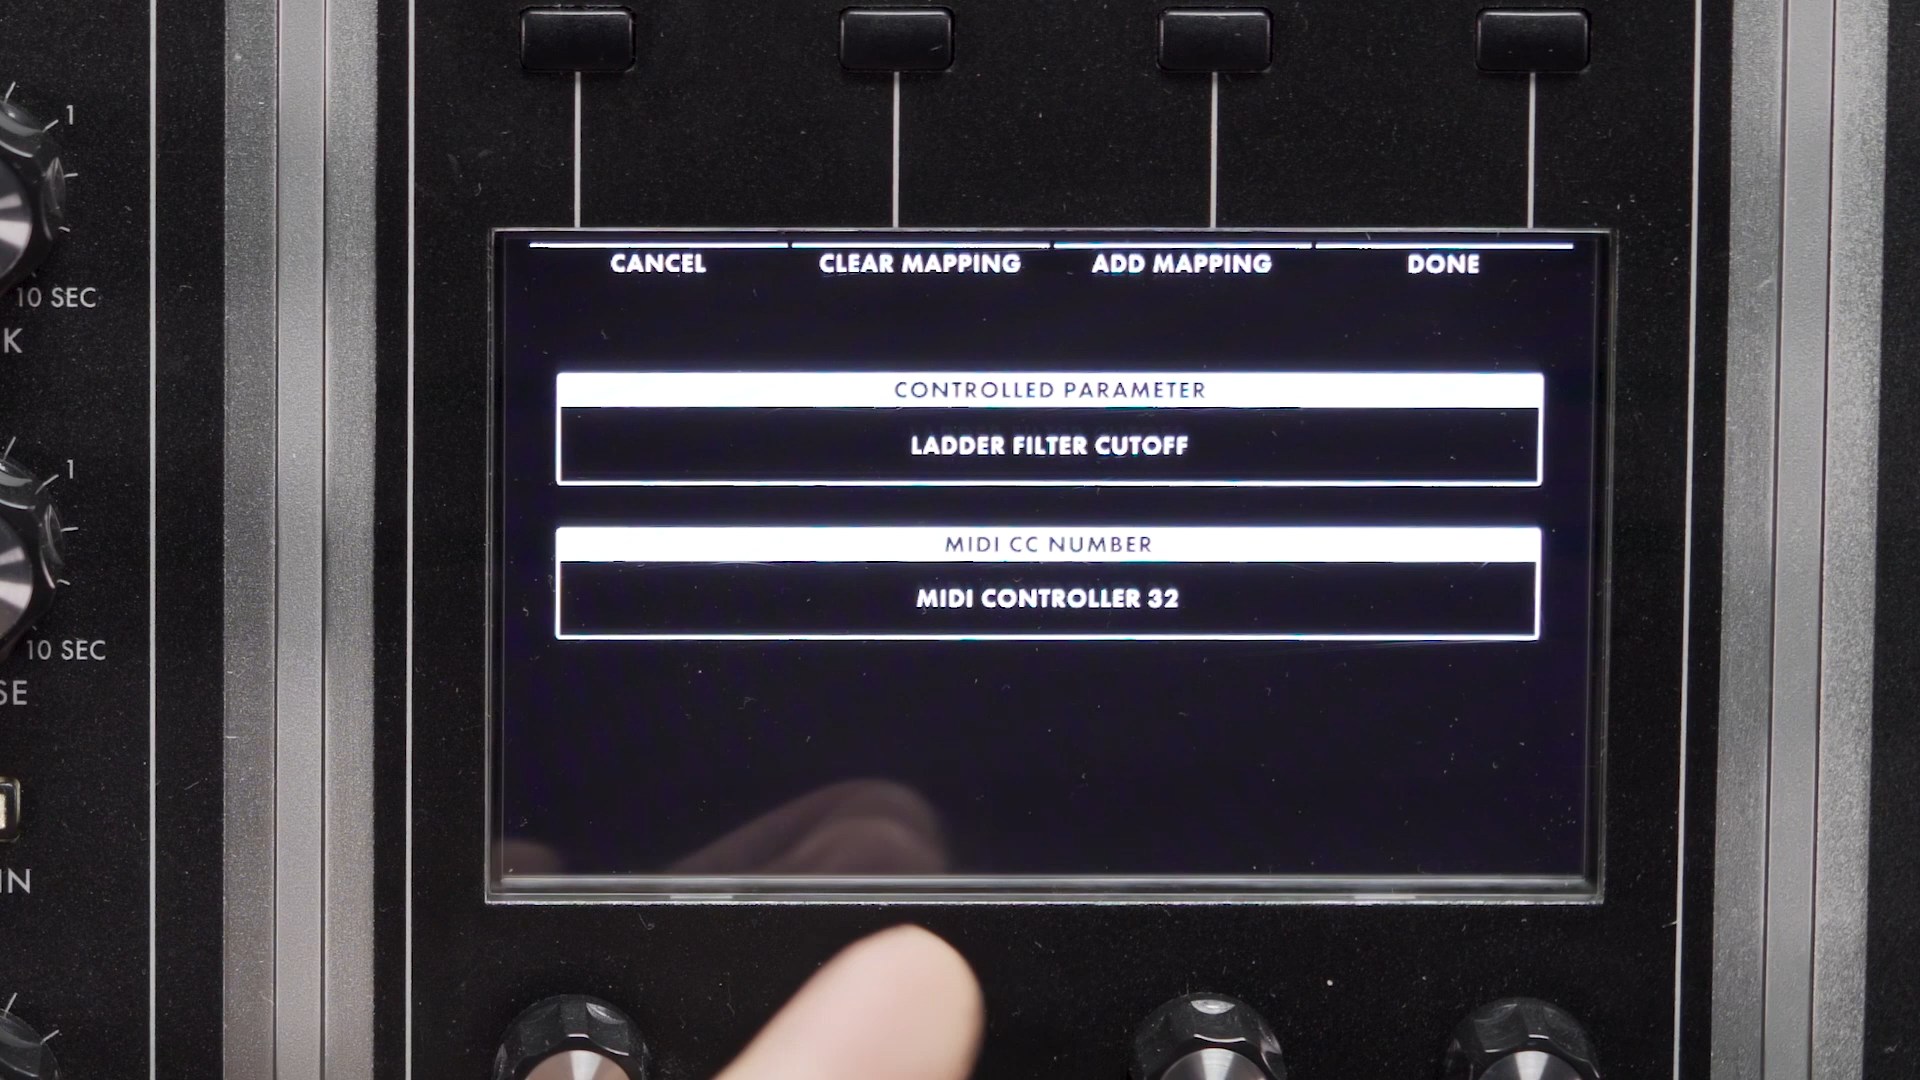 CANCEL CLEAR MAPPING ADD MAPPING DONE
CONTROLLED PARAMETER
LADDER FILTER CUTOFF
MIDI CC NUMBER
MIDI CONTROLLER 32
1
10 SEC
K
1
10 SEC
SE
IN